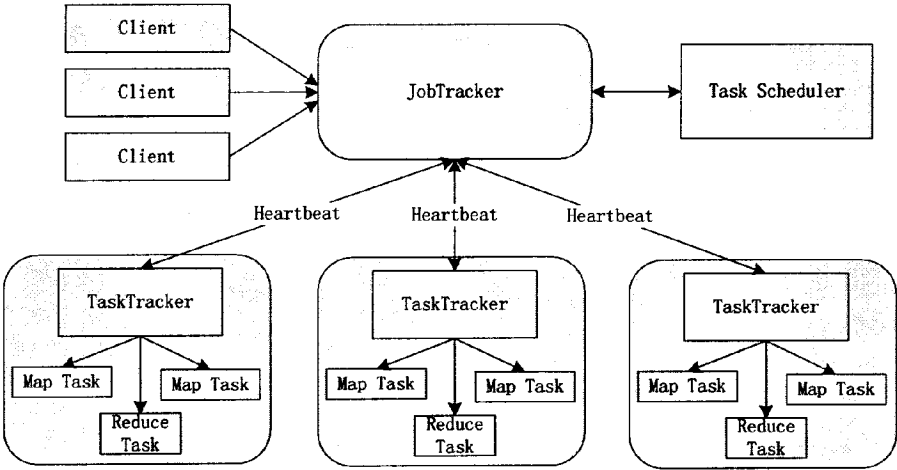 Client
Client
Client
JobTracker
Task Scheduler
Heartbeat
Heartbeat
Heartbeat
TaskTracker
Map Task
Map Task
Reduce
Task
TaskTracker
Map Task
Map Task
Reduce
Task
TaskTracker
Map Task
Map Task
Reduce
Task